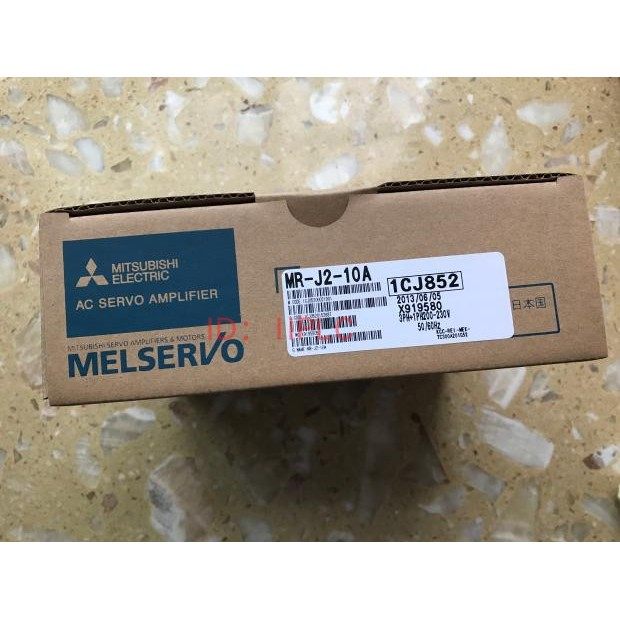 MITSUBISHI
ELECTRIC
AC SERVO AMPLIFIER
MITSUBISHI SERVO AMPLIFIERS & MOTORS
MELSERVO
MR-J2-10A
1CJ852
2013/06/05
X919580
3PH+1PH200-230V
50/60Hz
日本国